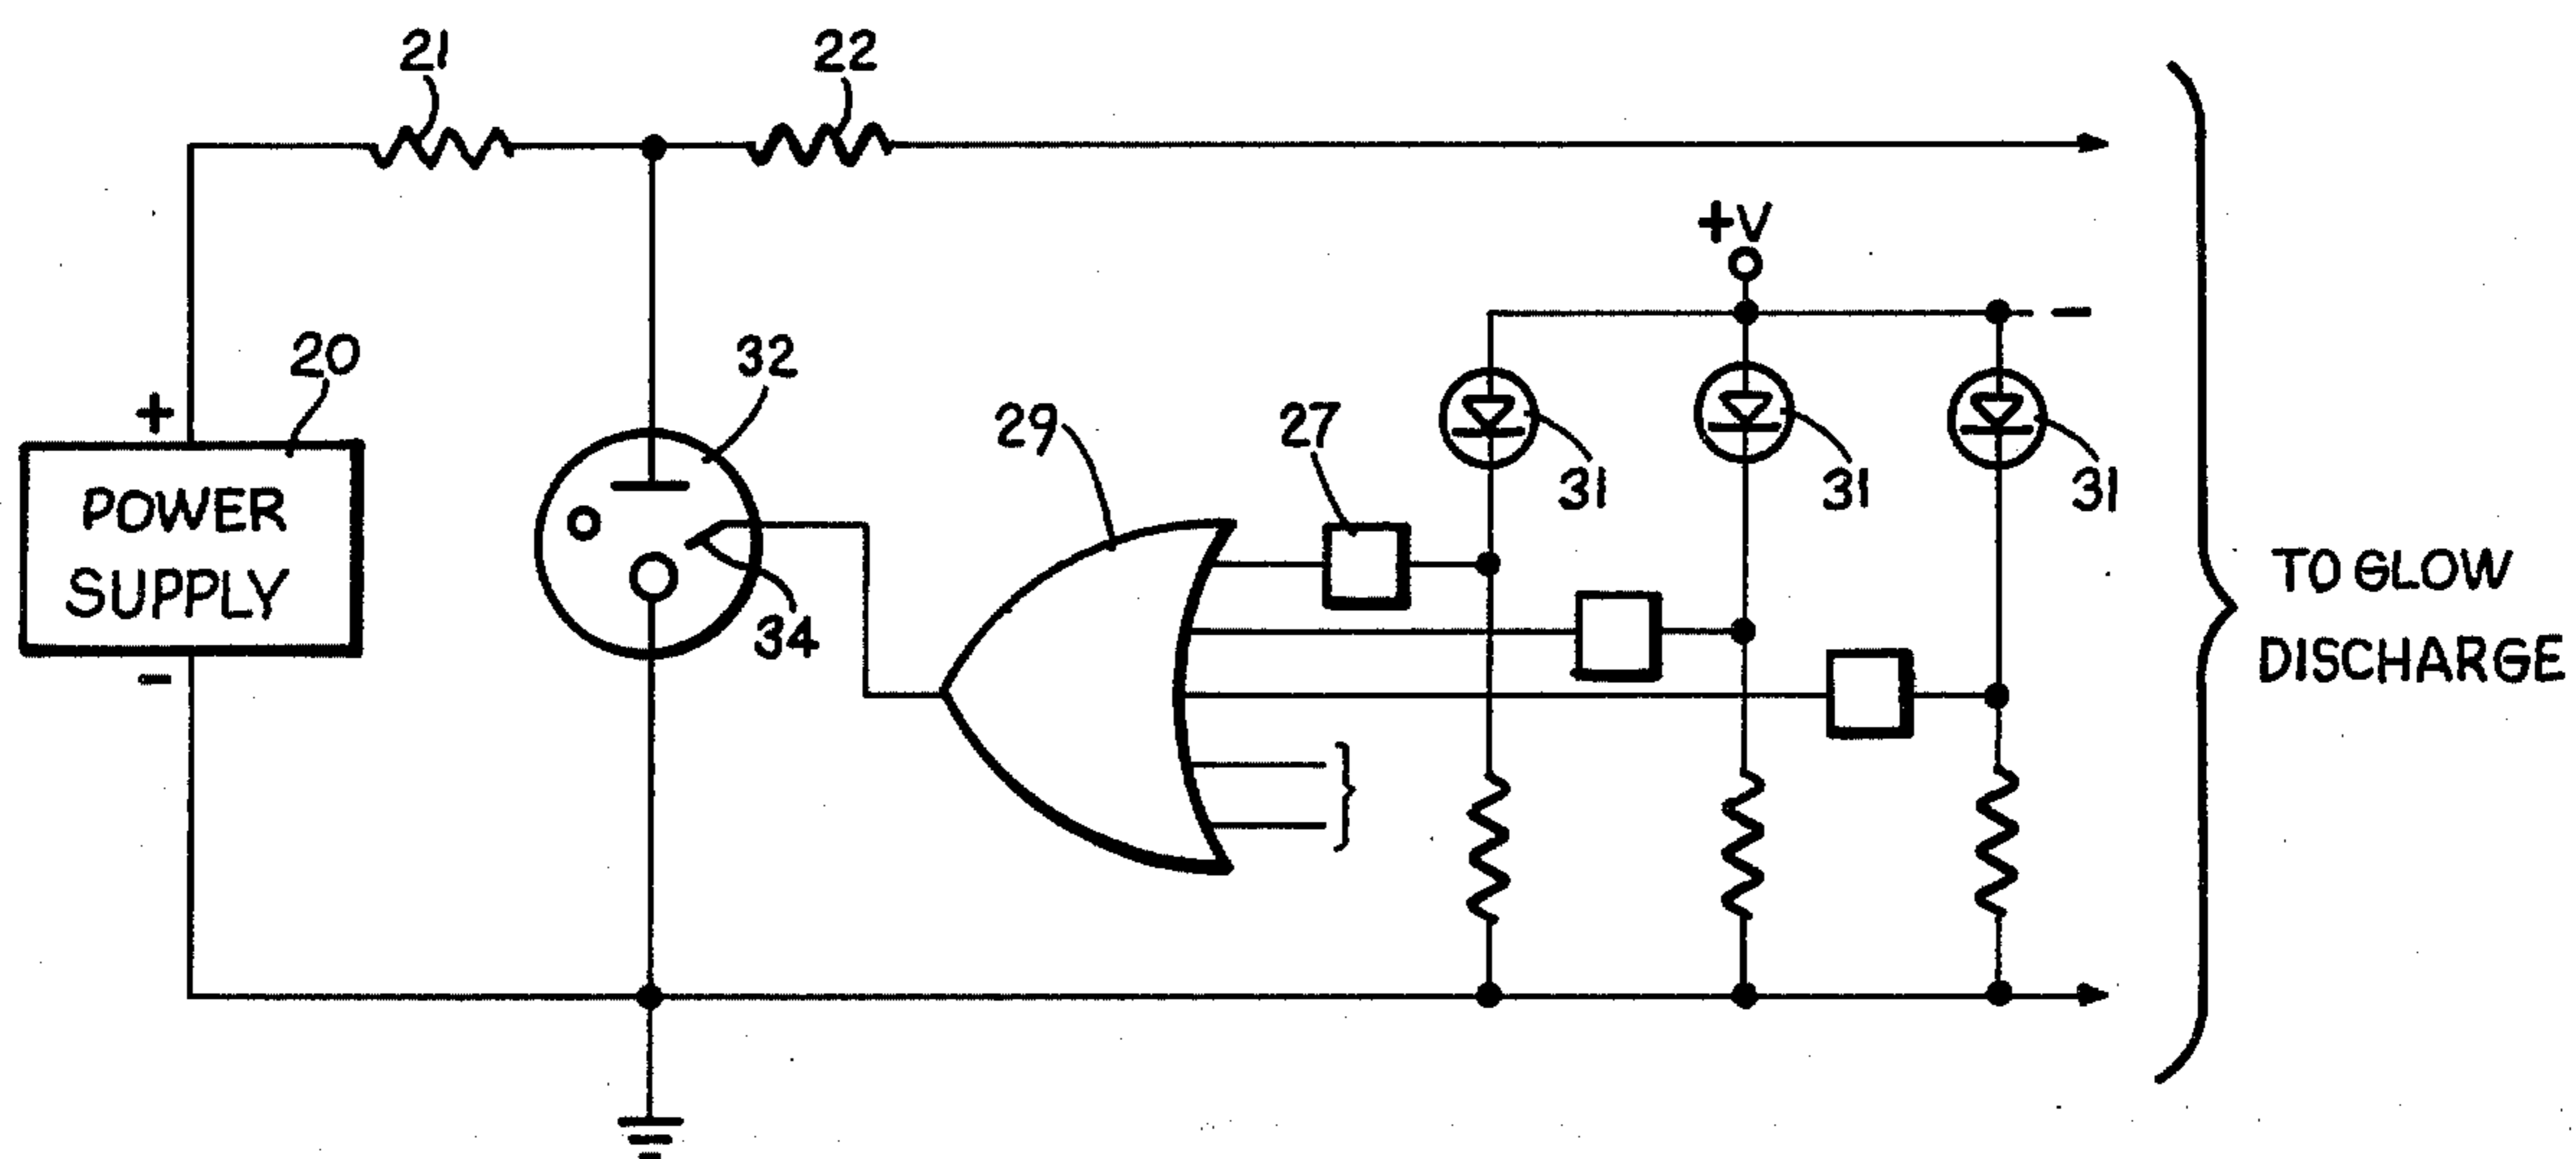 21
22
+V
-
20
32
+
29
27
31
31
31
POWER
SUPPLY
34
-
TO GLOW
DISCHARGE